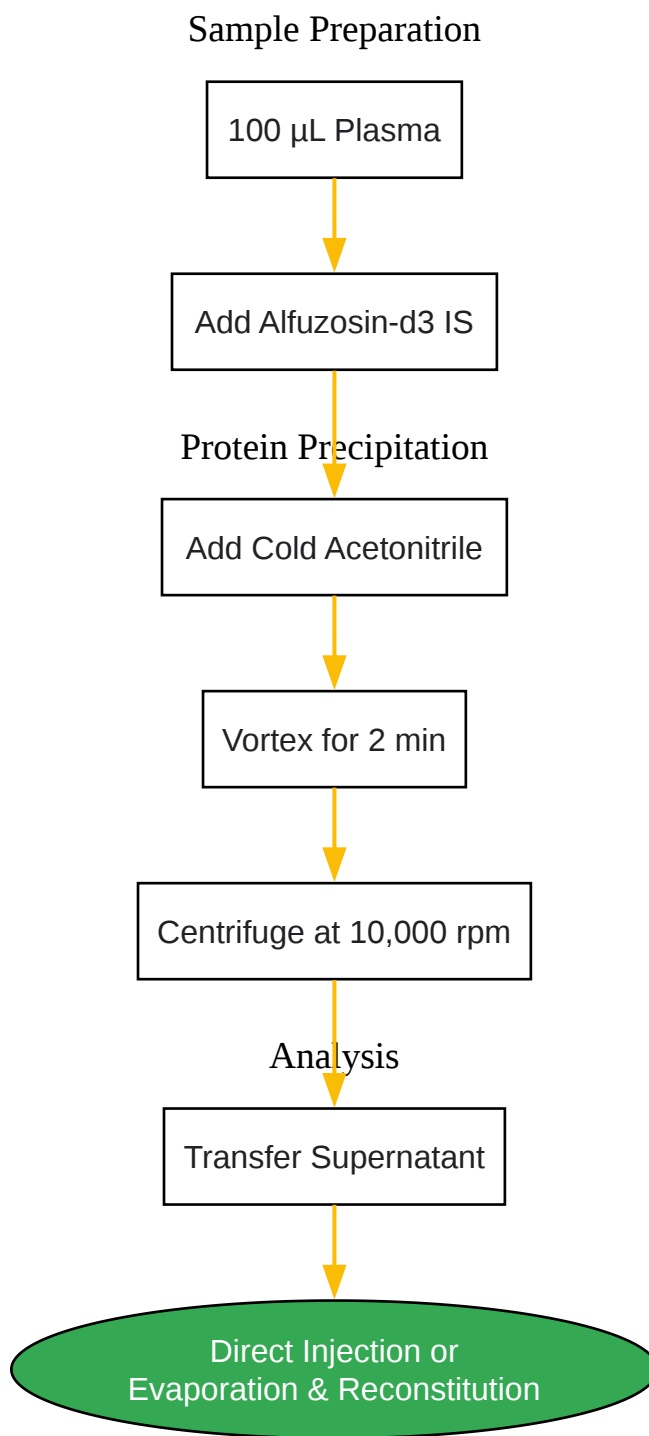 Sample Preparation
100 µL Plasma
Add Alfuzosin-d3 IS
Protein Precipitation
Add Cold Acetonitrile
Vortex for 2 min
Centrifuge at 10,000 rpm
Analysis
Transfer Supernatant
Direct Injection or
Evaporation & Reconstitution